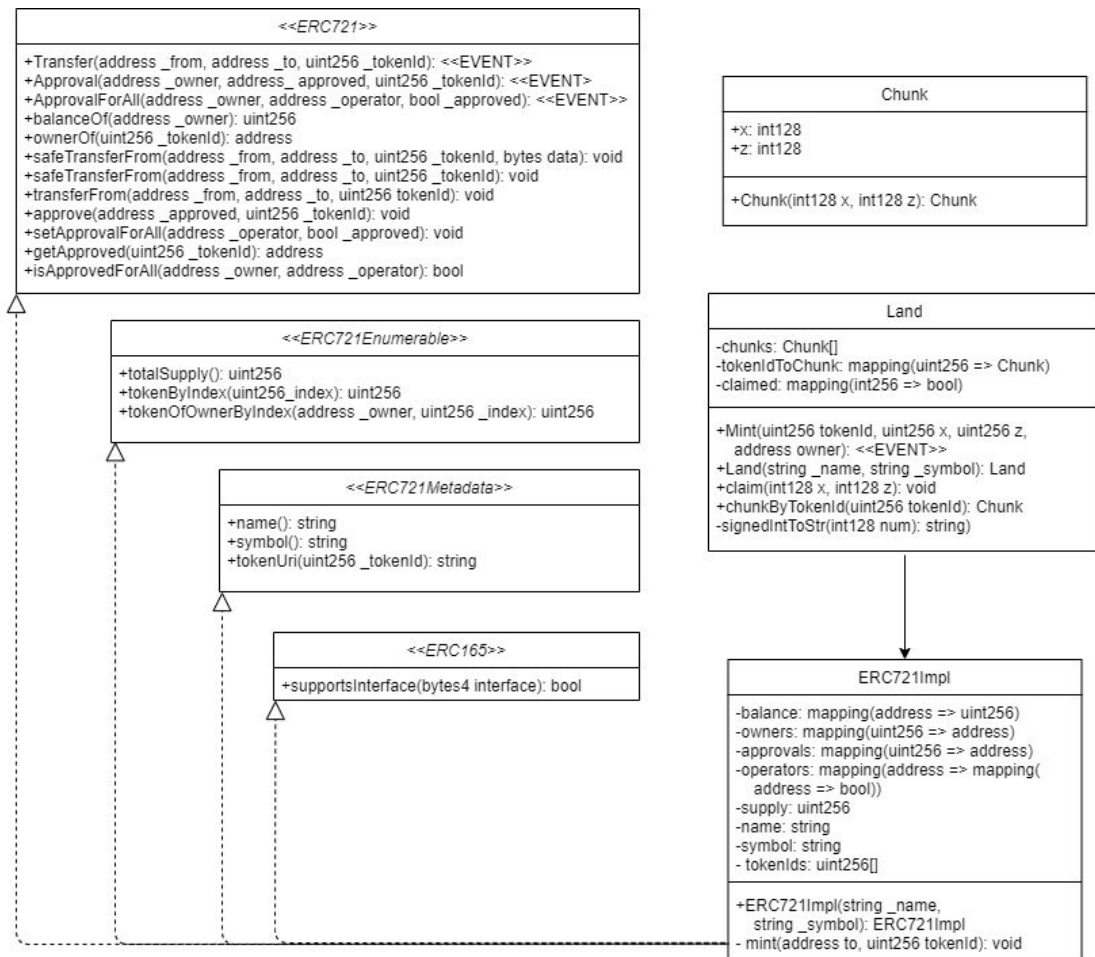 <<ERC721>>
+Transfer(address _from, address _to, uint256 _tokenId): <<EVENT>>
+Approval(address _owner, address_ approved, uint256 _tokenId): <<EVENT>
+ApprovalForAll(address _owner, address _operator, bool _approved): <<EVENT>>
+balanceOf(address _owner): uint256
+ownerOf(uint256 _tokenId): address
+safeTransferFrom(address _from, address _to, uint256 _tokenId, bytes data): void
+safeTransferFrom(address _from, address _to, uint256 _tokenId): void
+transferFrom(address _from, address _to, uint256 tokenId): void
+approve(address _approved, uint256 _tokenId): void
+setApprovalForAll(address _operator, bool _approved): void
+getApproved(uint256 _tokenId): address
+isApprovedForAll(address _owner, address _operator): bool
<<ERC721Enumerable>>
+totalSupply(): uint256
+tokenByIndex(uint256_index): uint256
+tokenOfOwnerByIndex(address _owner, uint256 _index): uint256
<<ERC721Metadata>>
+name(): string
+symbol(): string
+tokenUri(uint256 _tokenId): string
<<ERC165>>
+supportsInterface(bytes4 interface): bool
Chunk
+x: int128
+z: int128
+Chunk(int128 x, int128 z): Chunk
Land
-chunks: Chunk[]
-tokenIdToChunk: mapping(uint256 => Chunk)
-claimed: mapping(int256 => bool)
+Mint(uint256 tokenId, uint256 x, uint256 z,
address owner): <<EVENT>>
+Land(string _name, string _symbol): Land
+claim(int128 x, int128 z): void
+chunkByTokenId(uint256 tokenId): Chunk
-signedIntToStr(int128 num): string)
ERC721Impl
-balance: mapping(address => uint256)
-owners: mapping(uint256 => address)
-approvals: mapping(uint256 => address)
-operators: mapping(address => mapping(
address => bool))
-supply: uint256
-name: string
-symbol: string
- tokenIds: uint256[]
+ERC721Impl(string _name,
string _symbol): ERC721Impl
- mint(address to, uint256 tokenId): void